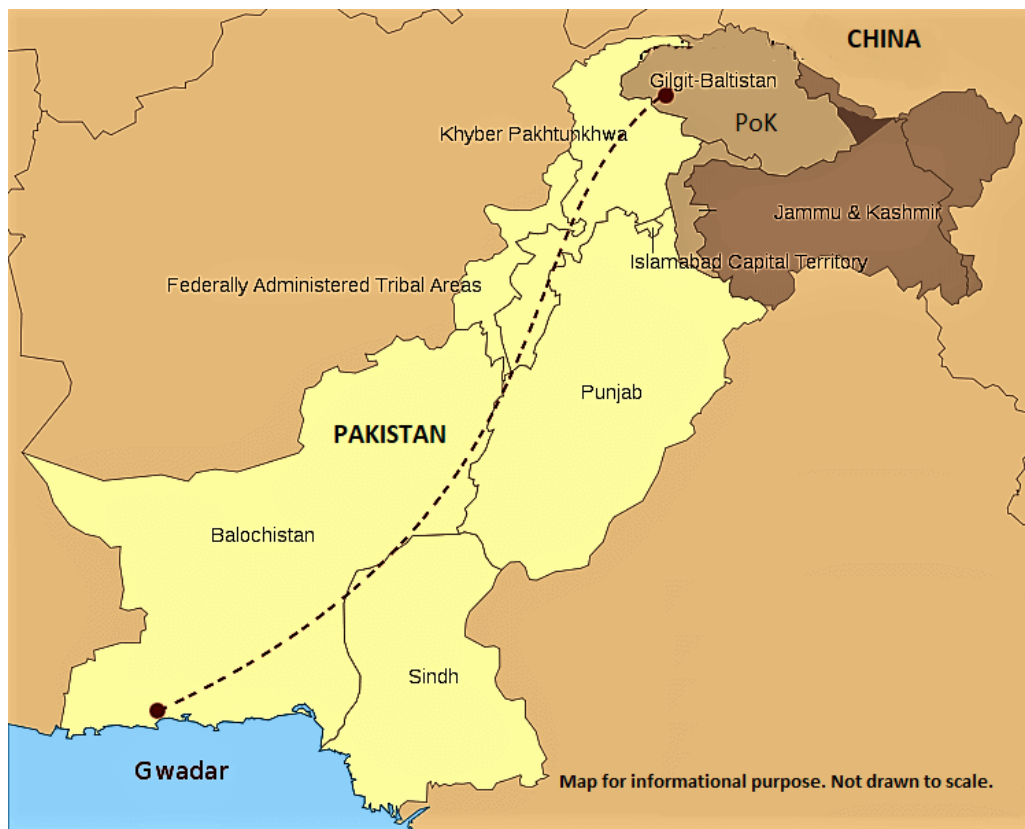 CHINA
Gilgit-Baltistan
PoK
Khyber Pakhtunkhwa
Jammu & Kashmir
Islamabad Capital Territory
Federally Administered Tribal Areas
Punjab
PAKISTAN
Balochistan
Sindh
Gwadar
Map for informational purpose. Not drawn to scale.